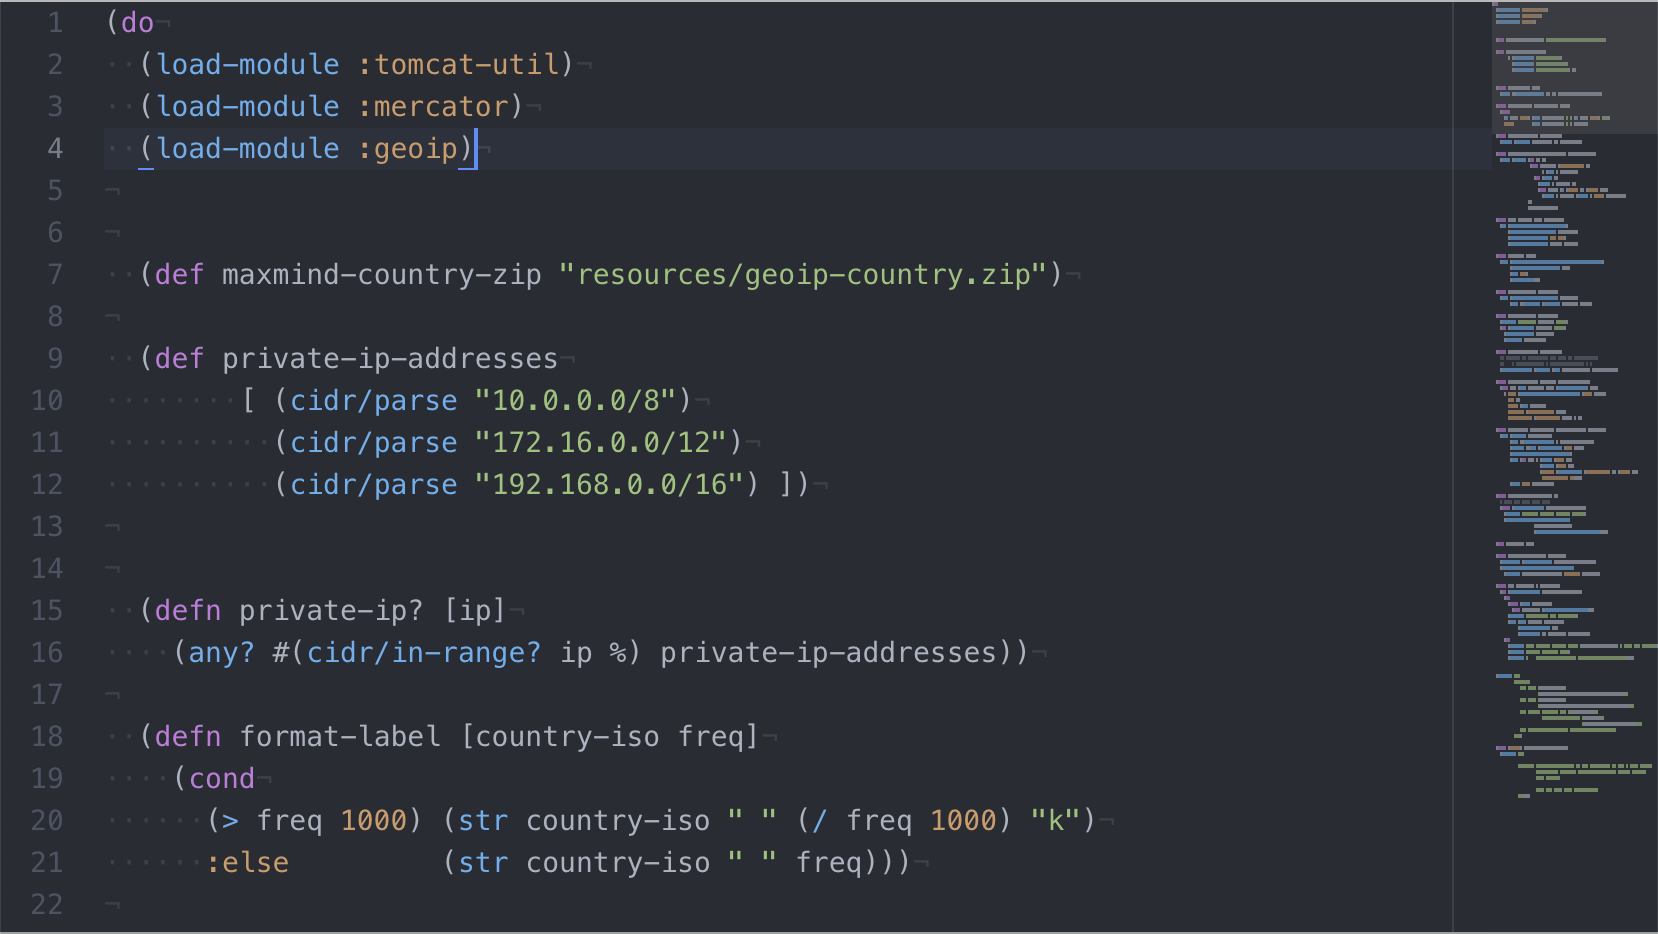 1 (do¬
2 (load-module :tomcat-util)¬
3 (load-module :mercator)¬
4 (load-module :geoip)¬
5 ¬
6 ¬
7 (def maxmind-country-zip "resources/geoip-country.zip")¬
8 ¬
9 (def private-ip-addresses¬
10 [ (cidr/parse "10.0.0.0/8")¬
11 (cidr/parse "172.16.0.0/12")¬
12 (cidr/parse "192.168.0.0/16") ])¬
13 ¬
14 ¬
15 (defn private-ip? [ip]¬
16 (any? #(cidr/in-range? ip %) private-ip-addresses))¬
17 ¬
18 (defn format-label [country-iso freq]¬
19 (cond¬
20 (> freq 1000) (str country-iso " " (/ freq 1000) "k")¬
21 :else (str country-iso " " freq)))¬
22 ¬